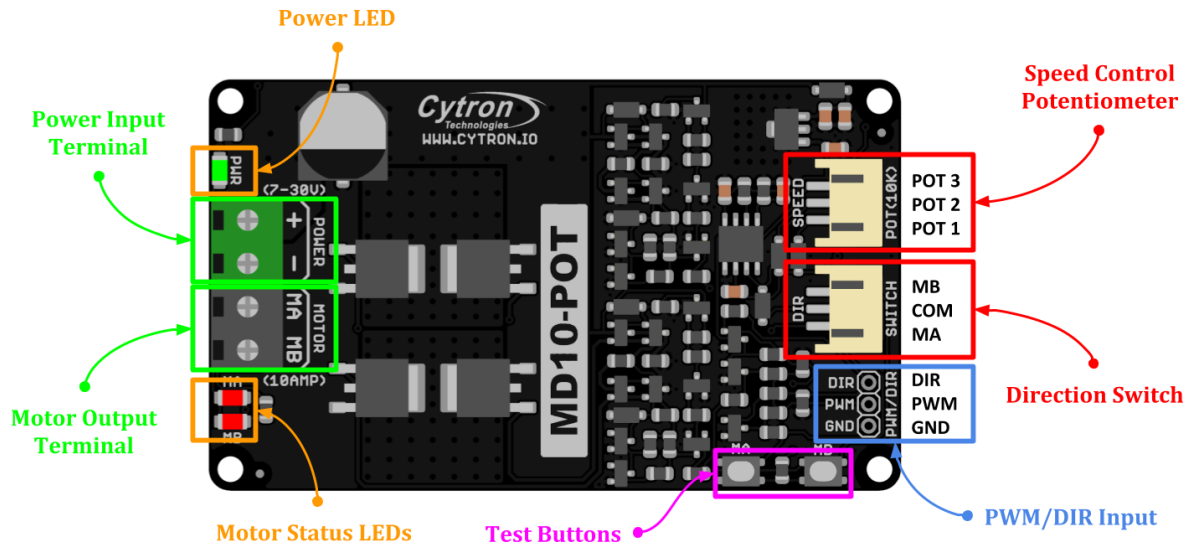 Power LED
Speed Control
Potentiometer
Power Input
Terminal
Cytron
Technologies
WWW.CYTRON.IO
PWR
(7-30V)
+
-
POWER
MA
MB
MOTOR
(10AMP)
MA
MB
MD10-POT
SPEED
POT(10K)
POT 3
POT 2
POT 1
DIR
SWITCH
MB
COM
MA
DIR
PWM
GND
PWM/DIR
DIR
PWM
GND
Direction Switch
Motor Output
Terminal
MA
MB
Motor Status LEDs
Test Buttons
PWM/DIR Input